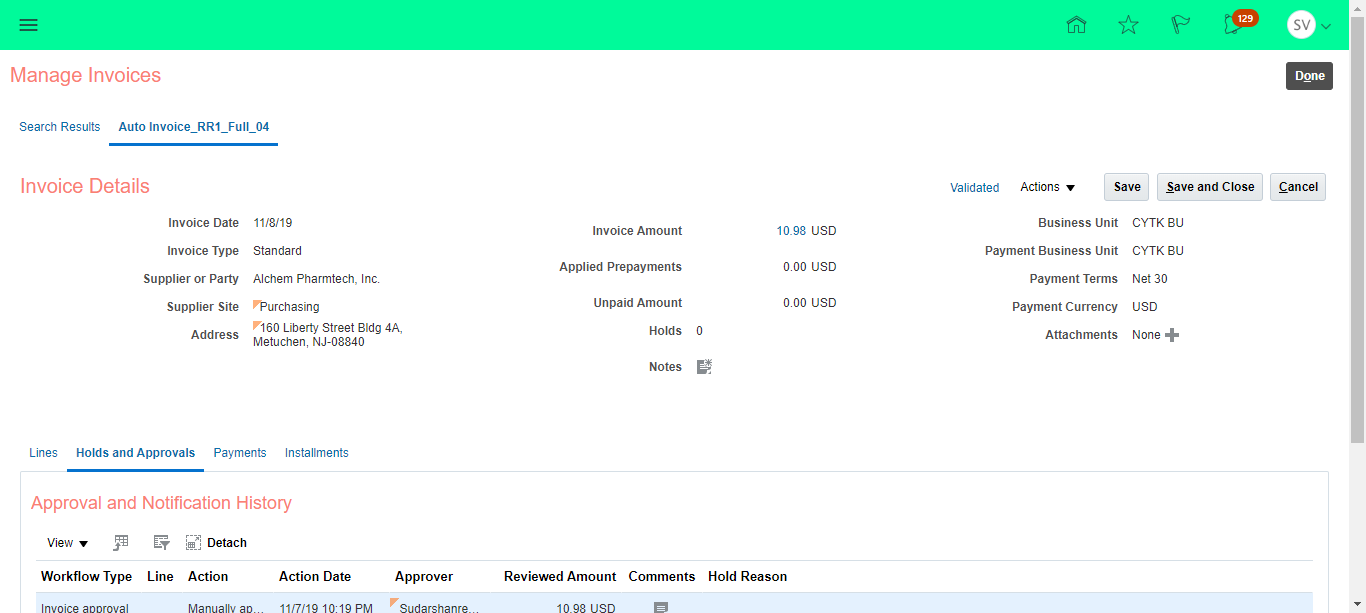 129
SV
Manage Invoices
Done
Search Results
Auto Invoice_RR1_Full_04
Invoice Details
Validated
Actions
Save
Save and Close
Cancel
Invoice Date 11/8/19
Invoice Type Standard
Supplier or Party Alchem Pharmtech, Inc.
Supplier Site Purchasing
Address 160 Liberty Street Bldg 4A,
Metuchen, NJ-08840
Invoice Amount 10.98 USD
Applied Prepayments 0.00 USD
Unpaid Amount 0.00 USD
Holds 0
Notes
Business Unit CYTK BU
Payment Business Unit CYTK BU
Payment Terms Net 30
Payment Currency USD
Attachments None
Lines Holds and Approvals Payments Installments
Approval and Notification History
View Detach
Workflow Type Line Action Action Date Approver Reviewed Amount Comments Hold Reason
Invoice approval Manually ap... 11/7/19 10:19 PM Sudarshanre... 10.98 USD